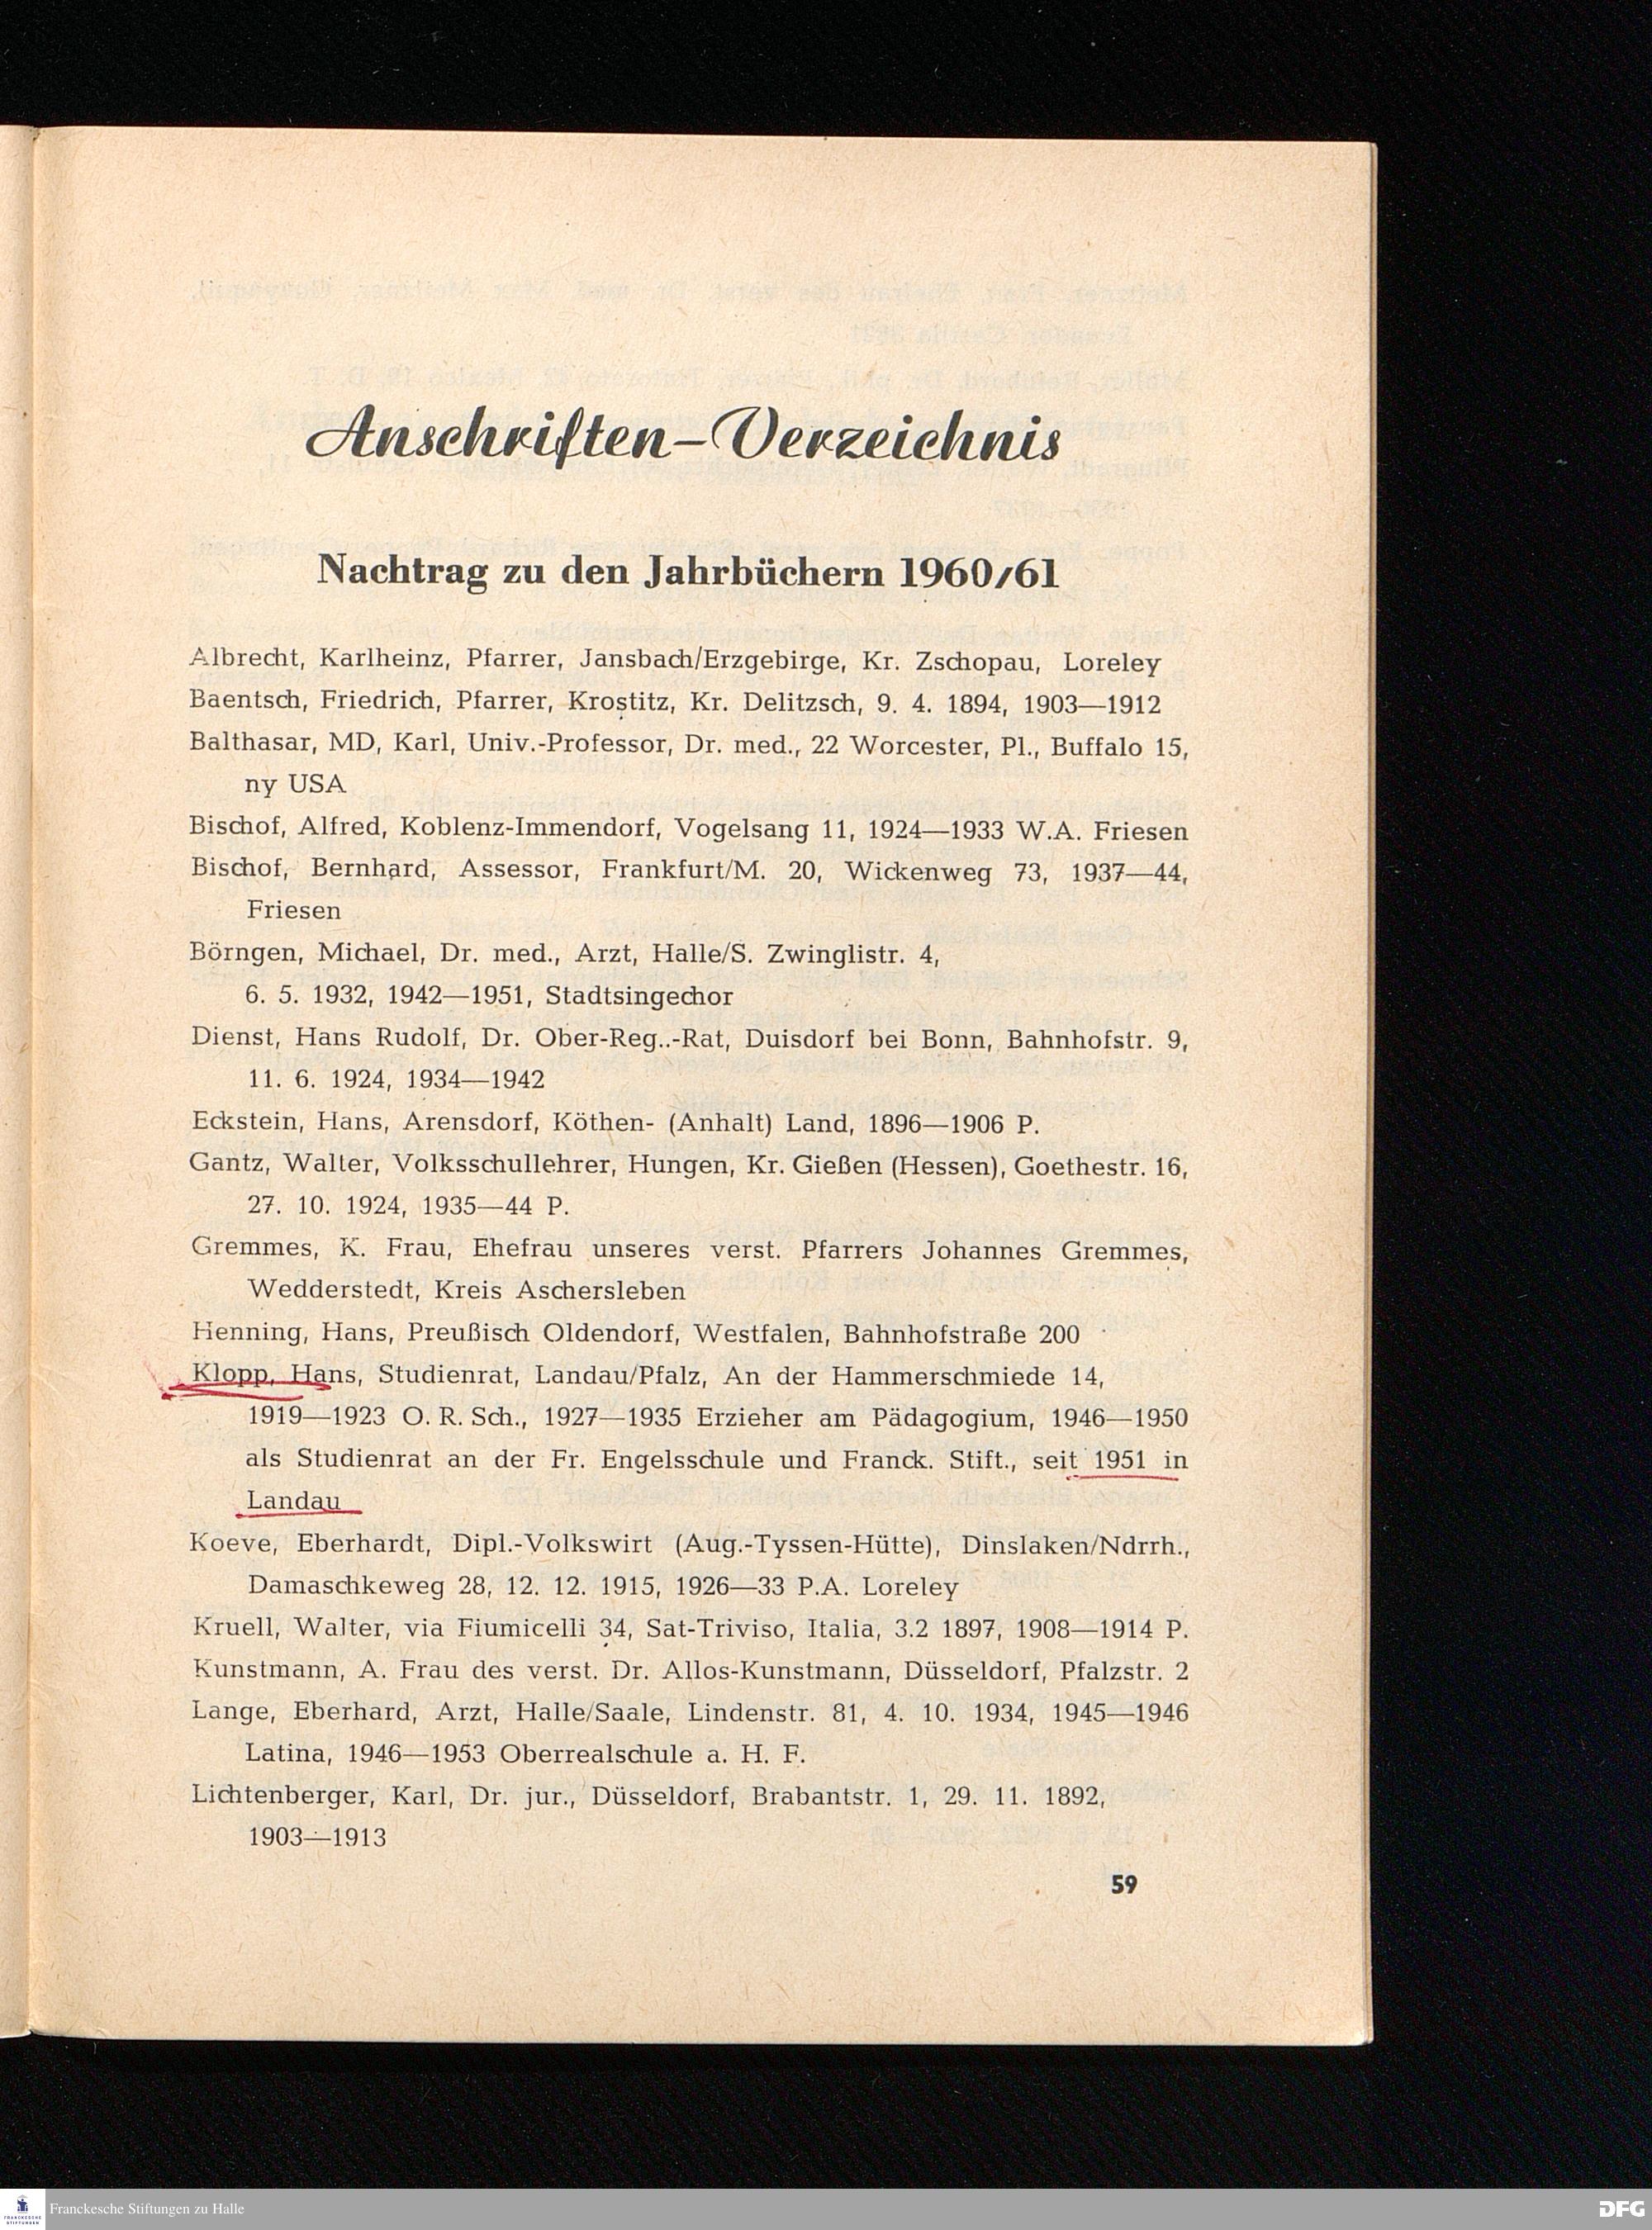 Anschriften-Verzeichnis
Nachtrag zu den Jahrbüchern 1960/61
Albrecht, Karlheinz, Pfarrer, Jansbach/Erzgebirge, Kr. Zschopau, Loreley
Baentsch, Friedrich, Pfarrer, Krostitz, Kr. Delitzsch, 9. 4. 1894, 1903—1912
Balthasar, MD, Karl, Univ.-Professor, Dr. med., 22 Worcester, Pl., Buffalo 15,
ny USA
Bischof, Alfred, Koblenz-Immendorf, Vogelsang 11, 1924—1933 W.A. Friesen
Bischof, Bernhard, Assessor, Frankfurt/M. 20, Wickenweg 73, 1937—44,
Friesen
Börngen, Michael, Dr. med., Arzt, Halle/S. Zwinglistr. 4,
6. 5. 1932, 1942—1951, Stadtsingechor
Dienst, Hans Rudolf, Dr. Ober-Reg..-Rat, Duisdorf bei Bonn, Bahnhofstr. 9,
11. 6. 1924, 1934—1942
Eckstein, Hans, Arensdorf, Köthen- (Anhalt) Land, 1896—1906 P.
Gantz, Walter, Volksschullehrer, Hungen, Kr. Gießen (Hessen), Goethestr. 16,
27. 10. 1924, 1935—44 P.
Gremmes, K. Frau, Ehefrau unseres verst. Pfarrers Johannes Gremmes,
Wedderstedt, Kreis Aschersleben
Henning, Hans, Preußisch Oldendorf, Westfalen, Bahnhofstraße 200
Klopp, Hans, Studienrat, Landau/Pfalz, An der Hammerschmiede 14,
1919—1923 O. R. Sch., 1927—1935 Erzieher am Pädagogium, 1946—1950
als Studienrat an der Fr. Engelsschule und Franck. Stift., seit 1951 in
Landau
Koeve, Eberhardt, Dipl.-Volkswirt (Aug.-Tyssen-Hütte), Dinslaken/Ndrrh.,
Damaschkeweg 28, 12. 12. 1915, 1926—33 P.A. Loreley
Kruell, Walter, via Fiumicelli 34, Sat-Triviso, Italia, 3.2 1897, 1908—1914 P.
Kunstmann, A. Frau des verst. Dr. Allos-Kunstmann, Düsseldorf, Pfalzstr. 2
Lange, Eberhard, Arzt, Halle/Saale, Lindenstr. 81, 4. 10. 1934, 1945—1946
Latina, 1946—1953 Oberrealschule a. H. F.
Lichtenberger, Karl, Dr. jur., Düsseldorf, Brabantstr. 1, 29. 11. 1892,
1903—1913
59
FRANCKESCHE
STIFTUNGEN
Franckesche Stiftungen zu Halle
DFG